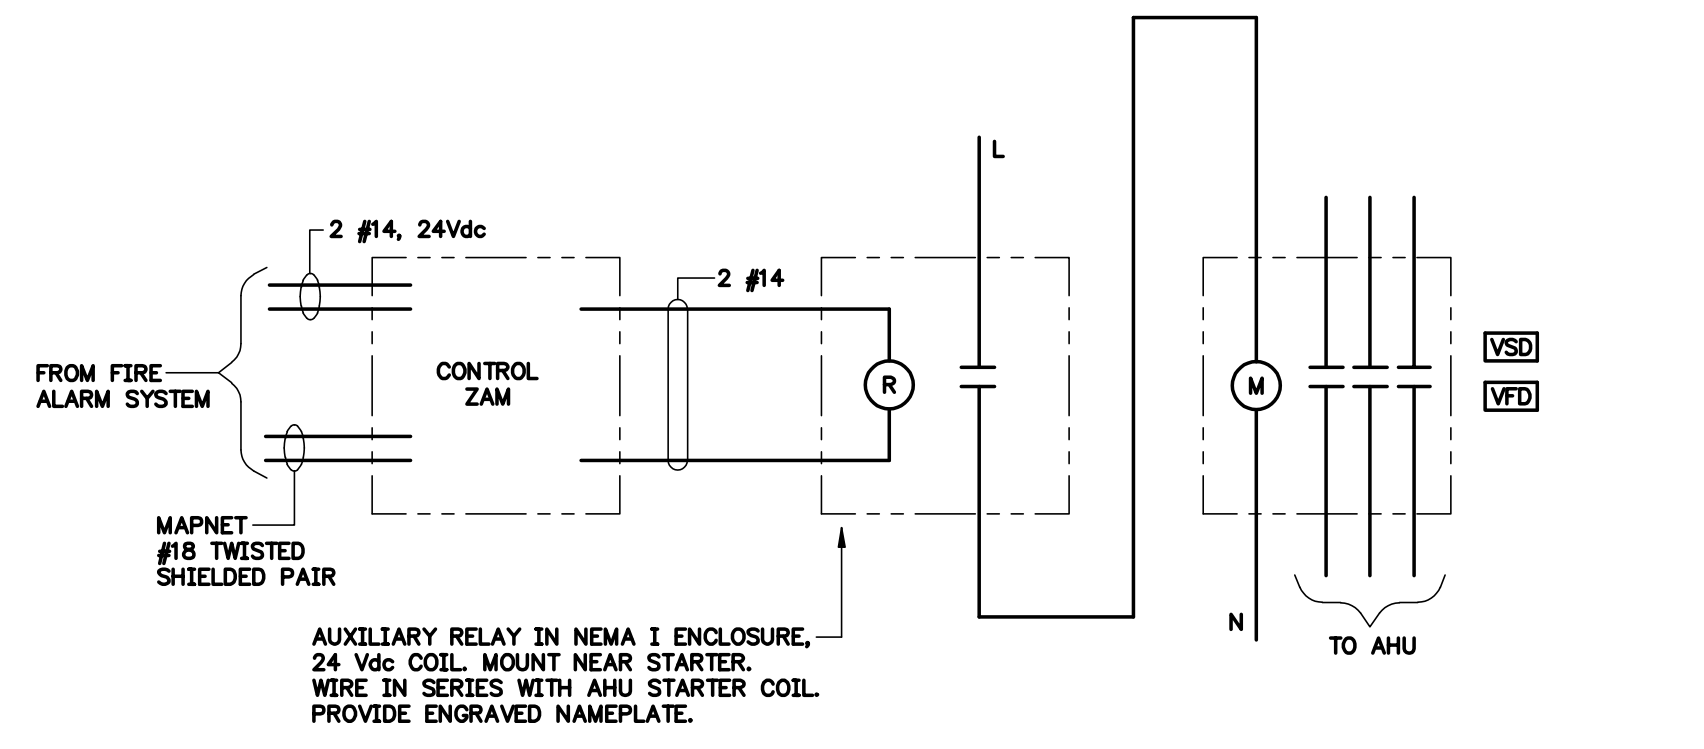 L
2 #14, 24Vdc
2 #14
VSD
FROM FIRE
ALARM SYSTEM
CONTROL
ZAM
R
M
VFD
MAPNET
#18 TWISTED
SHIELDED PAIR
N
TO AHU
AUXILIARY RELAY IN NEMA I ENCLOSURE,
24 Vdc COIL. MOUNT NEAR STARTER.
WIRE IN SERIES WITH AHU STARTER COIL.
PROVIDE ENGRAVED NAMEPLATE.